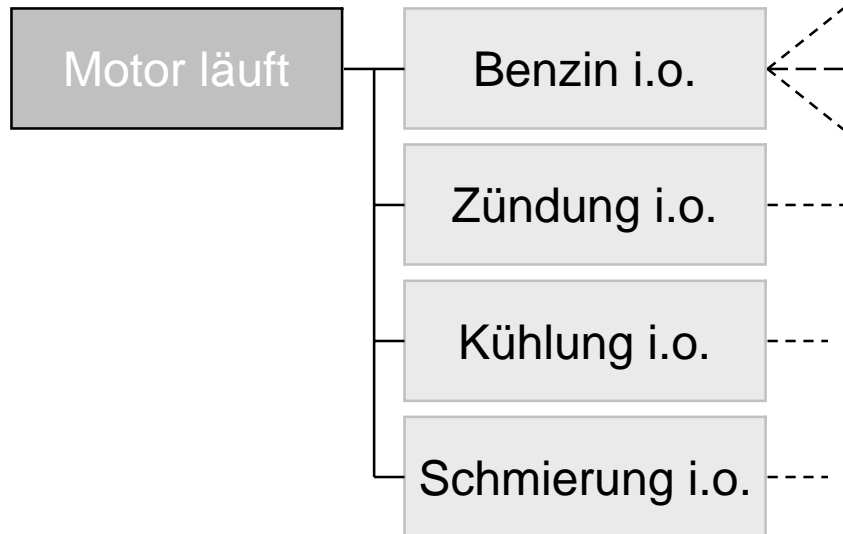 Motor läuft
Benzin i.o.
Zündung i.o.
Kühlung i.o.
Schmierung i.o.